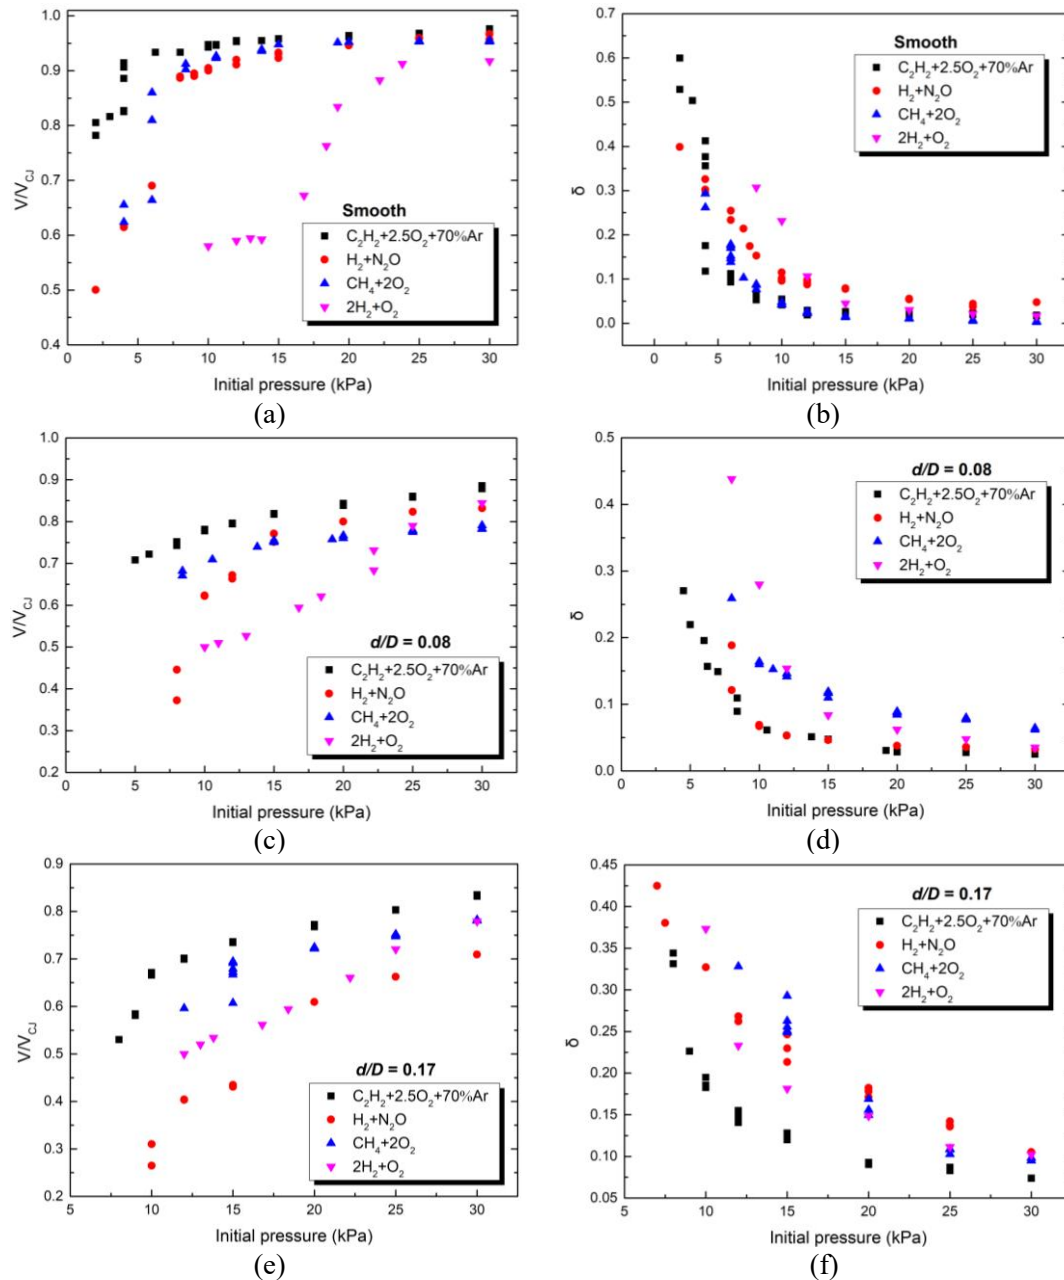 1.0
0.9
0.8
0.7
0.6
0.5
0.4
V/V_CJ
0 5 10 15 20 25 30
Initial pressure (kPa)
Smooth
C₂H₂+2.5O₂+70%Ar
H₂+N₂O
CH₄+2O₂
2H₂+O₂
(a)
0.7
0.6
0.5
0.4
0.3
0.2
0.1
0.0
δ
0 5 10 15 20 25 30
Initial pressure (kPa)
Smooth
C₂H₂+2.5O₂+70%Ar
H₂+N₂O
CH₄+2O₂
2H₂+O₂
(b)
1.0
0.9
0.8
0.7
0.6
0.5
0.4
0.3
0.2
V/V_CJ
0 5 10 15 20 25 30
Initial pressure (kPa)
d/D = 0.08
C₂H₂+2.5O₂+70%Ar
H₂+N₂O
CH₄+2O₂
2H₂+O₂
(c)
0.5
0.4
0.3
0.2
0.1
0.0
δ
0 5 10 15 20 25 30
Initial pressure (kPa)
d/D = 0.08
C₂H₂+2.5O₂+70%Ar
H₂+N₂O
CH₄+2O₂
2H₂+O₂
(d)
0.9
0.8
0.7
0.6
0.5
0.4
0.3
0.2
V/V_CJ
5 10 15 20 25 30
Initial pressure (kPa)
d/D = 0.17
C₂H₂+2.5O₂+70%Ar
H₂+N₂O
CH₄+2O₂
2H₂+O₂
(e)
0.45
0.40
0.35
0.30
0.25
0.20
0.15
0.10
0.05
δ
5 10 15 20 25 30
Initial pressure (kPa)
d/D = 0.17
C₂H₂+2.5O₂+70%Ar
H₂+N₂O
CH₄+2O₂
2H₂+O₂
(f)